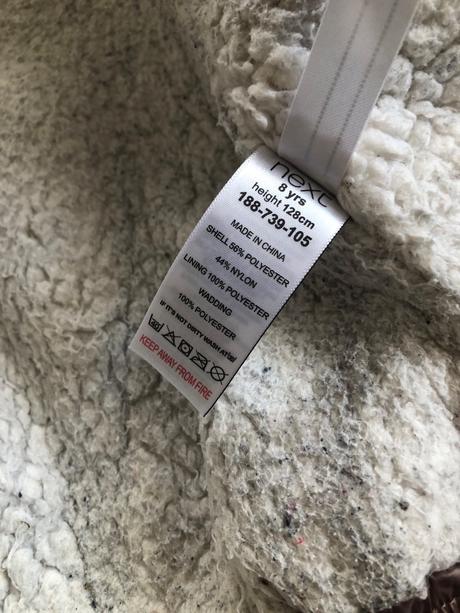 next
8 yrs
height 128cm
188-739-105
MADE IN CHINA
SHELL 56% POLYESTER
44% NYLON
LINING 100% POLYESTER
WADDING
100% POLYESTER
IF IT'S NOT DIRTY WASH AT
KEEP AWAY FROM FIRE